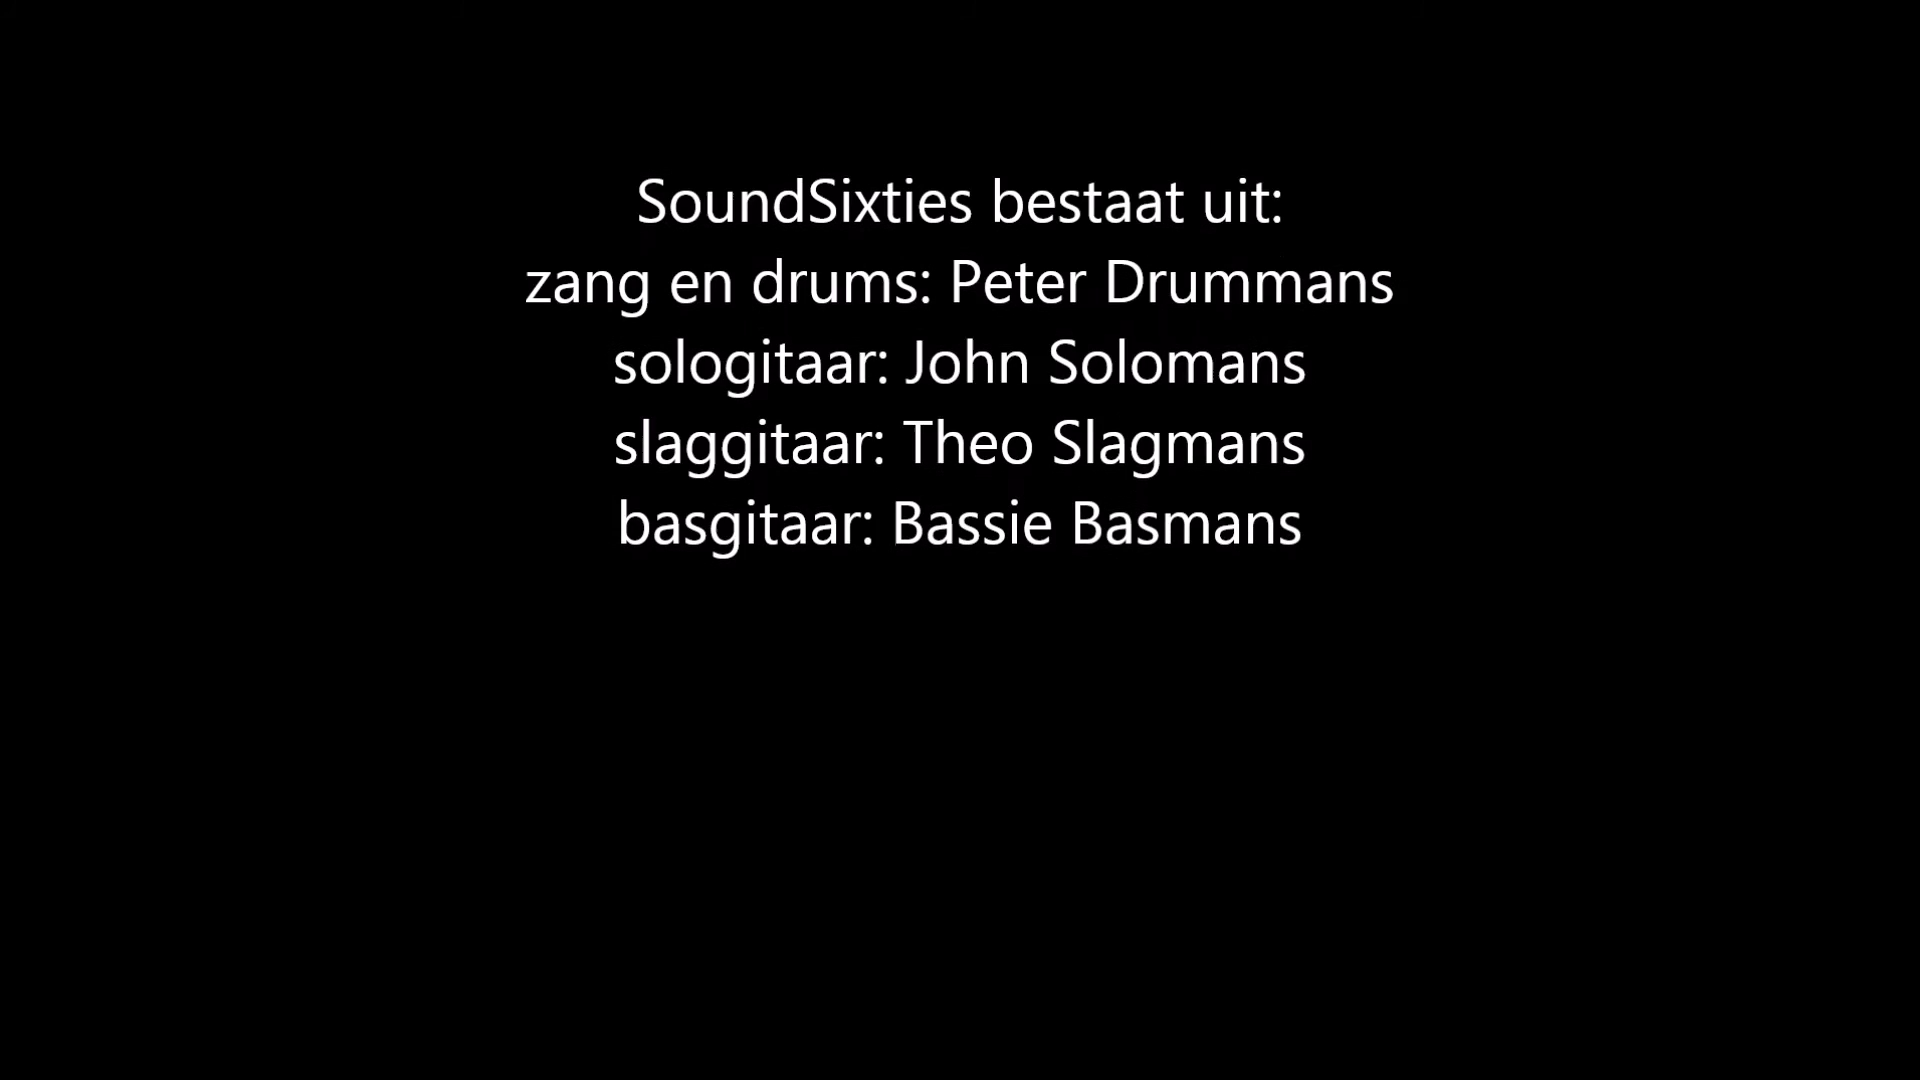 SoundSixties bestaat uit:
zang en drums: Peter Drummans
sologitaar: John Solomans
slaggitaar: Theo Slagmans
basgitaar: Bassie Basmans